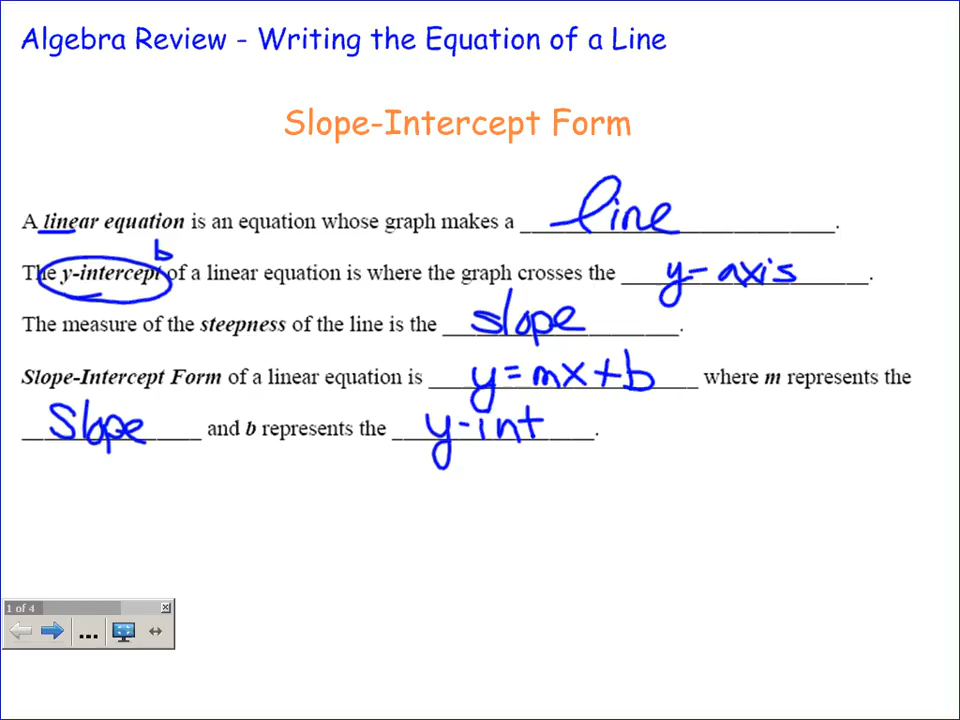 Algebra Review - Writing the Equation of a Line
Slope-Intercept Form
A linear equation is an equation whose graph makes a line.
b
The y-intercept of a linear equation is where the graph crosses the y-axis.
The measure of the steepness of the line is the slope.
Slope-Intercept Form of a linear equation is y=mx+b where m represents the
Slope and b represents the y-int.
1 of 4
...